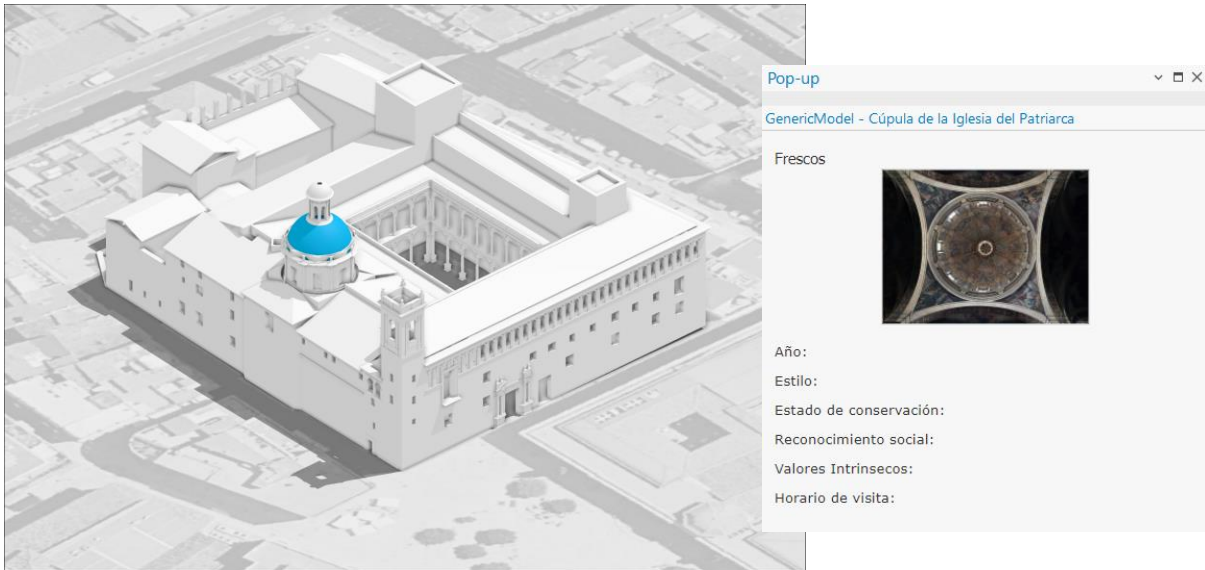 Pop-up
GenericModel - Cúpula de la Iglesia del Patriarca
Frescos
Año:
Estilo:
Estado de conservación:
Reconocimiento social:
Valores Intrinsecos:
Horario de visita: